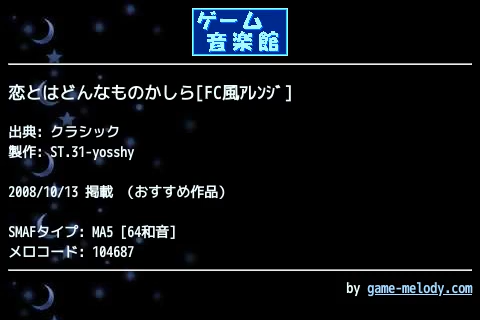 ゲーム
音楽館
恋とはどんなものかしら[FC風ｱﾚﾝｼﾞ]
出典: クラシック
製作: ST.31-yosshy
2008/10/13 掲載 (おすすめ作品)
SMAFタイプ: MA5 [64和音]
メロコード: 104687
by game-melody.com